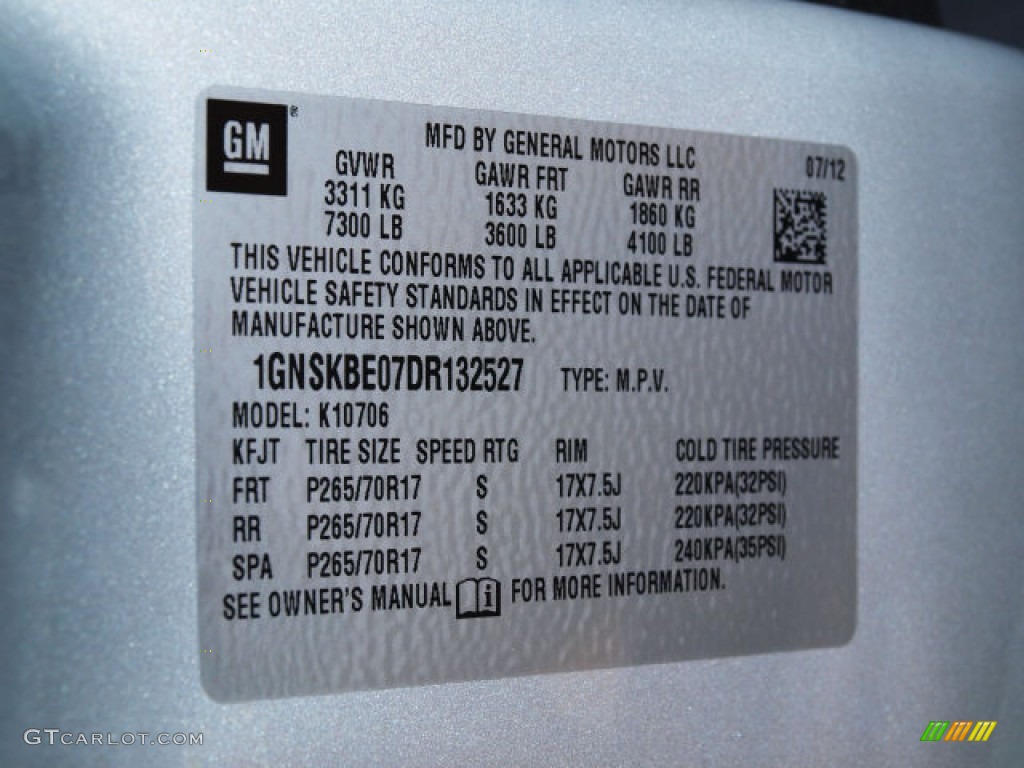 GM®
MFD BY GENERAL MOTORS LLC
07/12
GVWR GAWR FRT GAWR RR
3311 KG 1633 KG 1860 KG
7300 LB 3600 LB 4100 LB
THIS VEHICLE CONFORMS TO ALL APPLICABLE U.S. FEDERAL MOTOR
VEHICLE SAFETY STANDARDS IN EFFECT ON THE DATE OF
MANUFACTURE SHOWN ABOVE.
1GNSKBE07DR132527 TYPE: M.P.V.
MODEL: K10706
KFJT TIRE SIZE SPEED RTG RIM COLD TIRE PRESSURE
FRT P265/70R17 S 17X7.5J 220KPA(32PSI)
RR P265/70R17 S 17X7.5J 220KPA(32PSI)
SPA P265/70R17 S 17X7.5J 240KPA(35PSI)
SEE OWNER'S MANUAL i FOR MORE INFORMATION.
GTCARLOT.COM